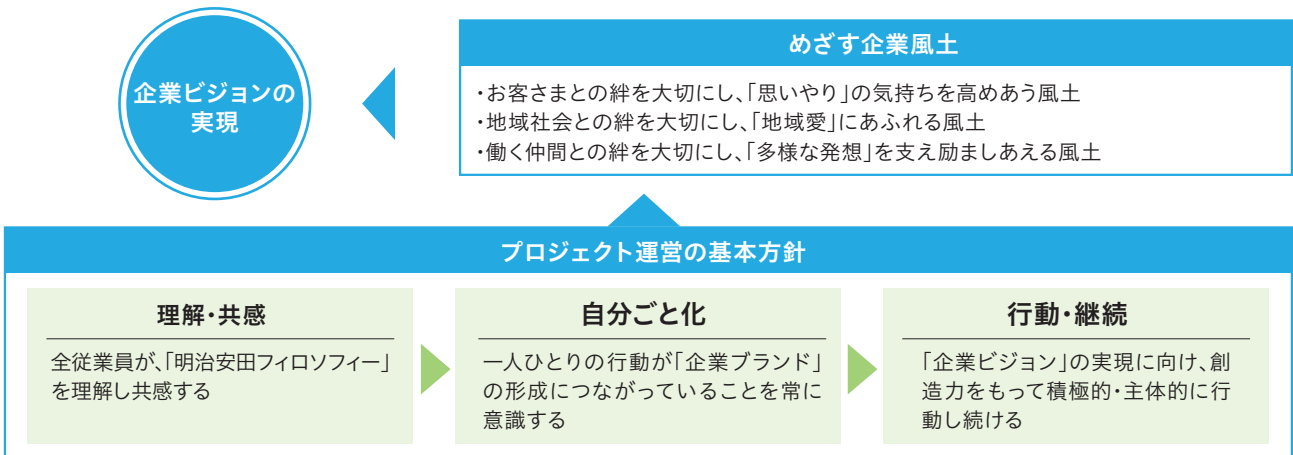 企業ビジョンの
実現
めざす企業風土
・お客さまとの絆を大切にし、「思いやり」の気持ちを高めあう風土
・地域社会との絆を大切にし、「地域愛」にあふれる風土
・働く仲間との絆を大切にし、「多様な発想」を支え励ましあえる風土
プロジェクト運営の基本方針
理解・共感
全従業員が、「明治安田フィロソフィー」
を理解し共感する
自分ごと化
一人ひとりの行動が「企業ブランド」
の形成につながっていることを常に
意識する
行動・継続
「企業ビジョン」の実現に向け、創
造力をもって積極的・主体的に行
動し続ける